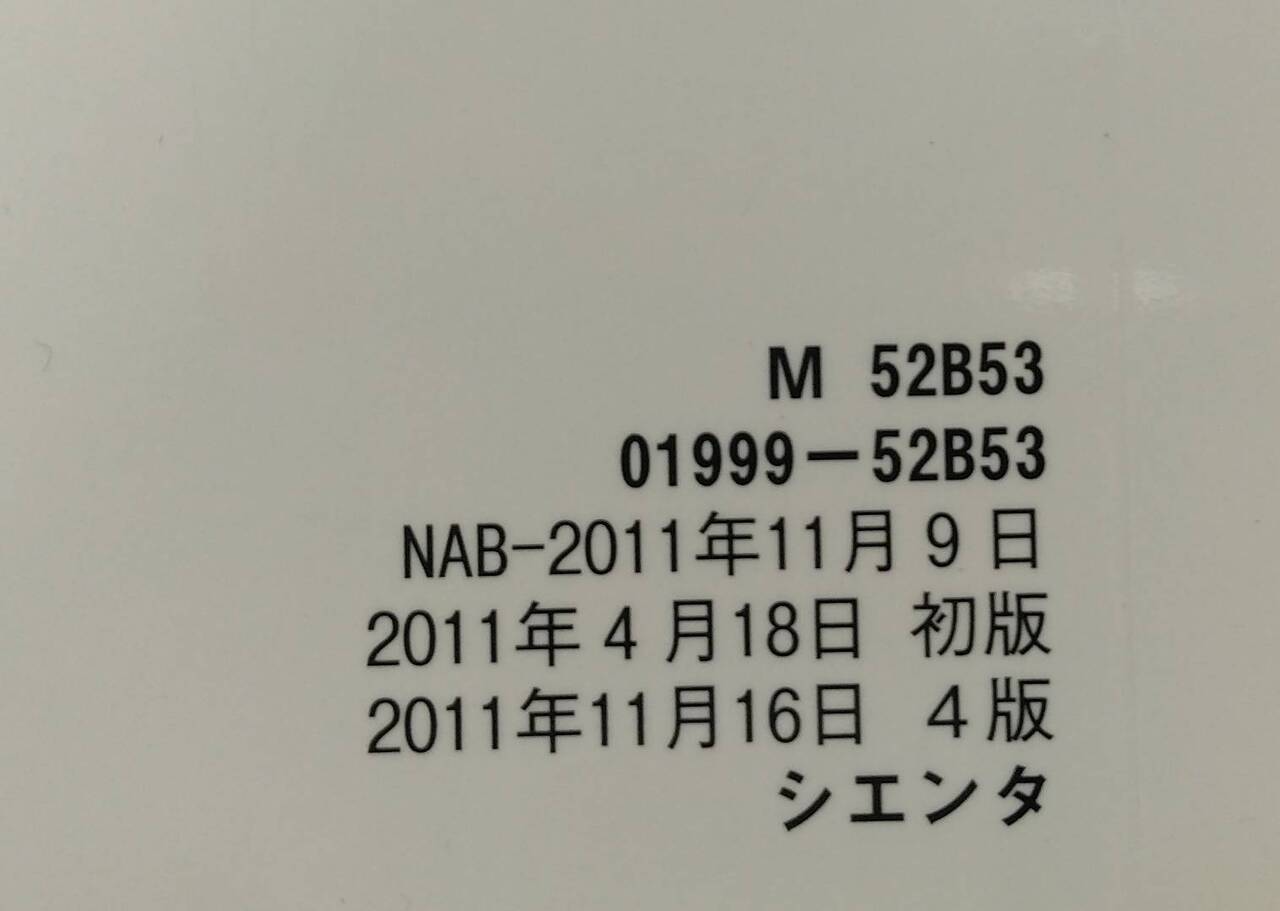 M 52B53
01999-52B53
NAB-2011年11月9日
2011年4月18日 初版
2011年11月16日 4版
シエンタ